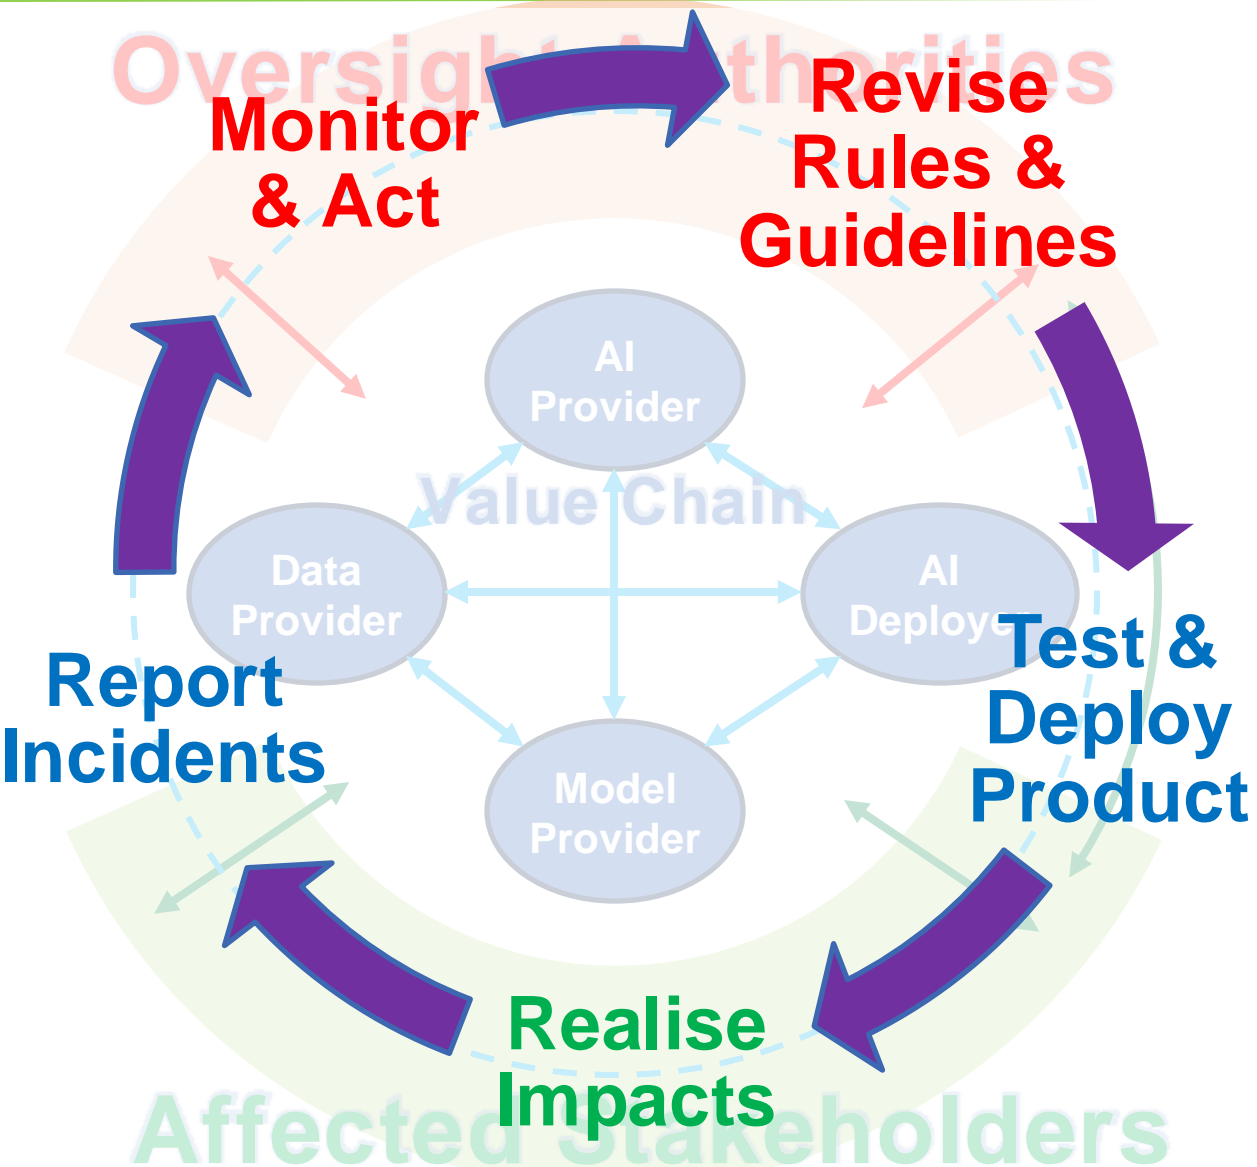 Oversight Authorities
Monitor
& Act
Revise
Rules &
Guidelines
AI
Provider
Value Chain
Data
Provider
AI
Deployer
Test &
Deploy
Product
Report
Incidents
Model
Provider
Realise
Impacts
Affected Stakeholders